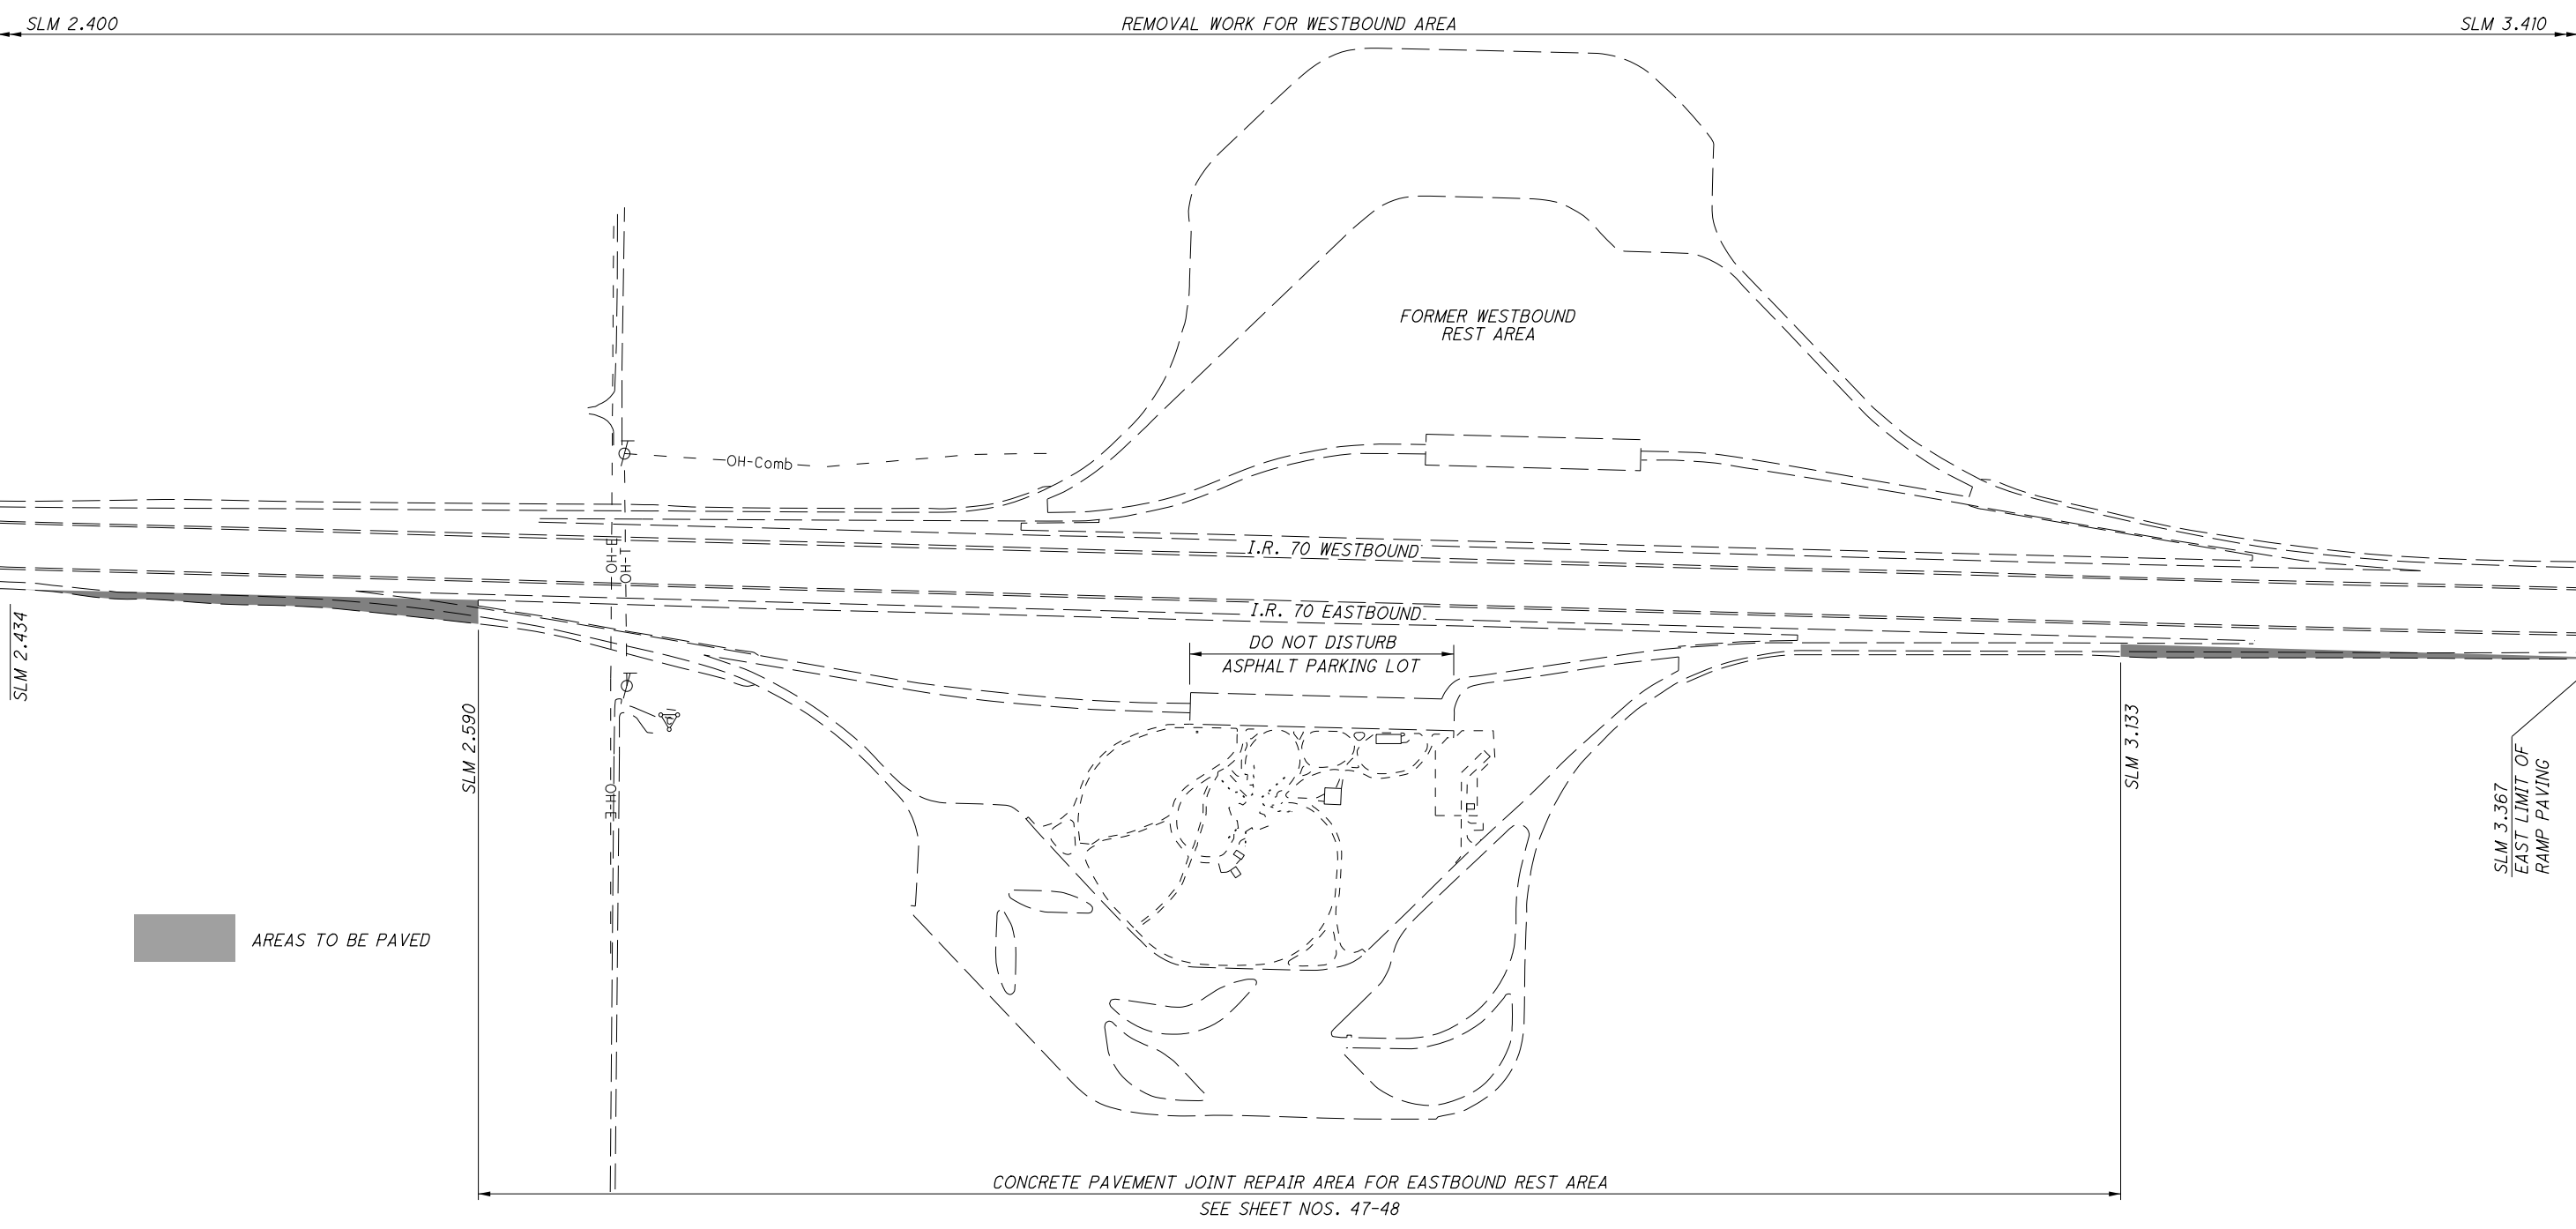 SLM 2.400
REMOVAL WORK FOR WESTBOUND AREA
SLM 3.410
FORMER WESTBOUND
REST AREA
OH-Comb
OH-E
OH-T
I.R. 70 WESTBOUND
I.R. 70 EASTBOUND
DO NOT DISTURB
ASPHALT PARKING LOT
SLM 2.434
SLM 2.590
OH-T
SLM 3.133
SLM 3.367
EAST LIMIT OF
RAMP PAVING
AREAS TO BE PAVED
CONCRETE PAVEMENT JOINT REPAIR AREA FOR EASTBOUND REST AREA
SEE SHEET NOS. 47-48